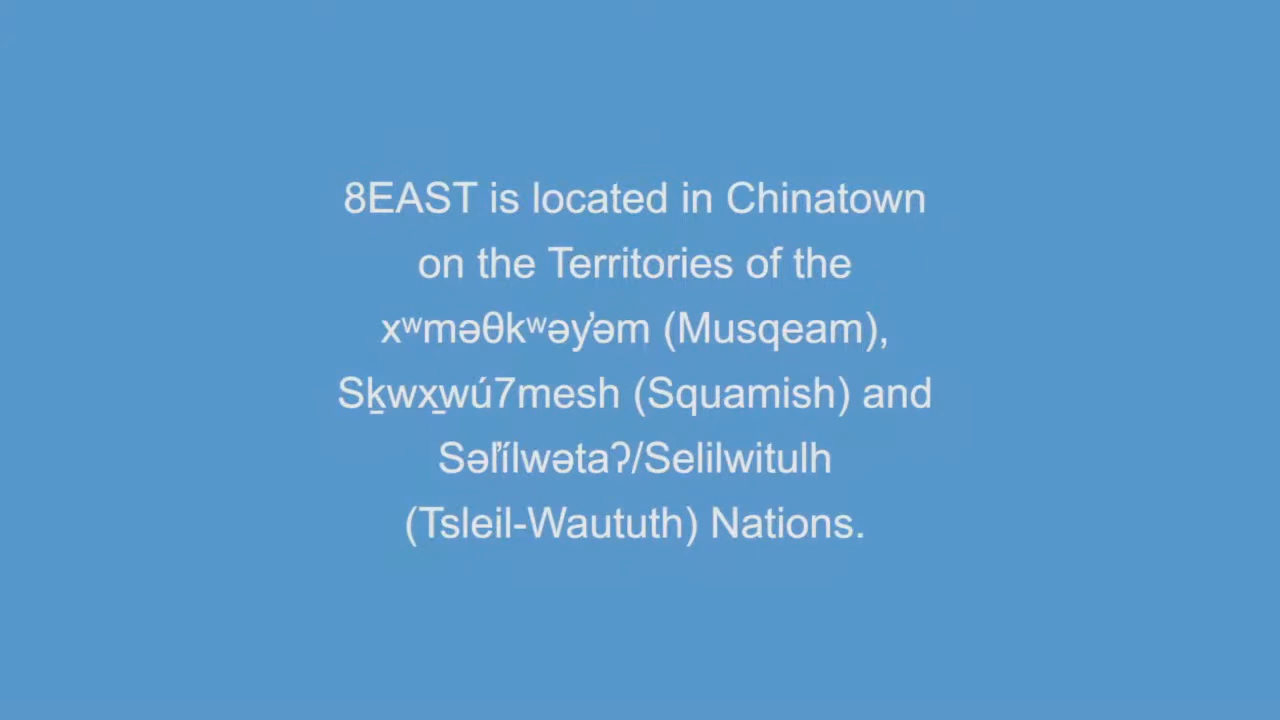 8EAST is located in Chinatown
on the Territories of the
xʷməθkʷəy̓əm (Musqeam),
Sḵwx̱wú7mesh (Squamish) and
Səl̓ílwətaʔ/Selilwitulh
(Tsleil-Waututh) Nations.